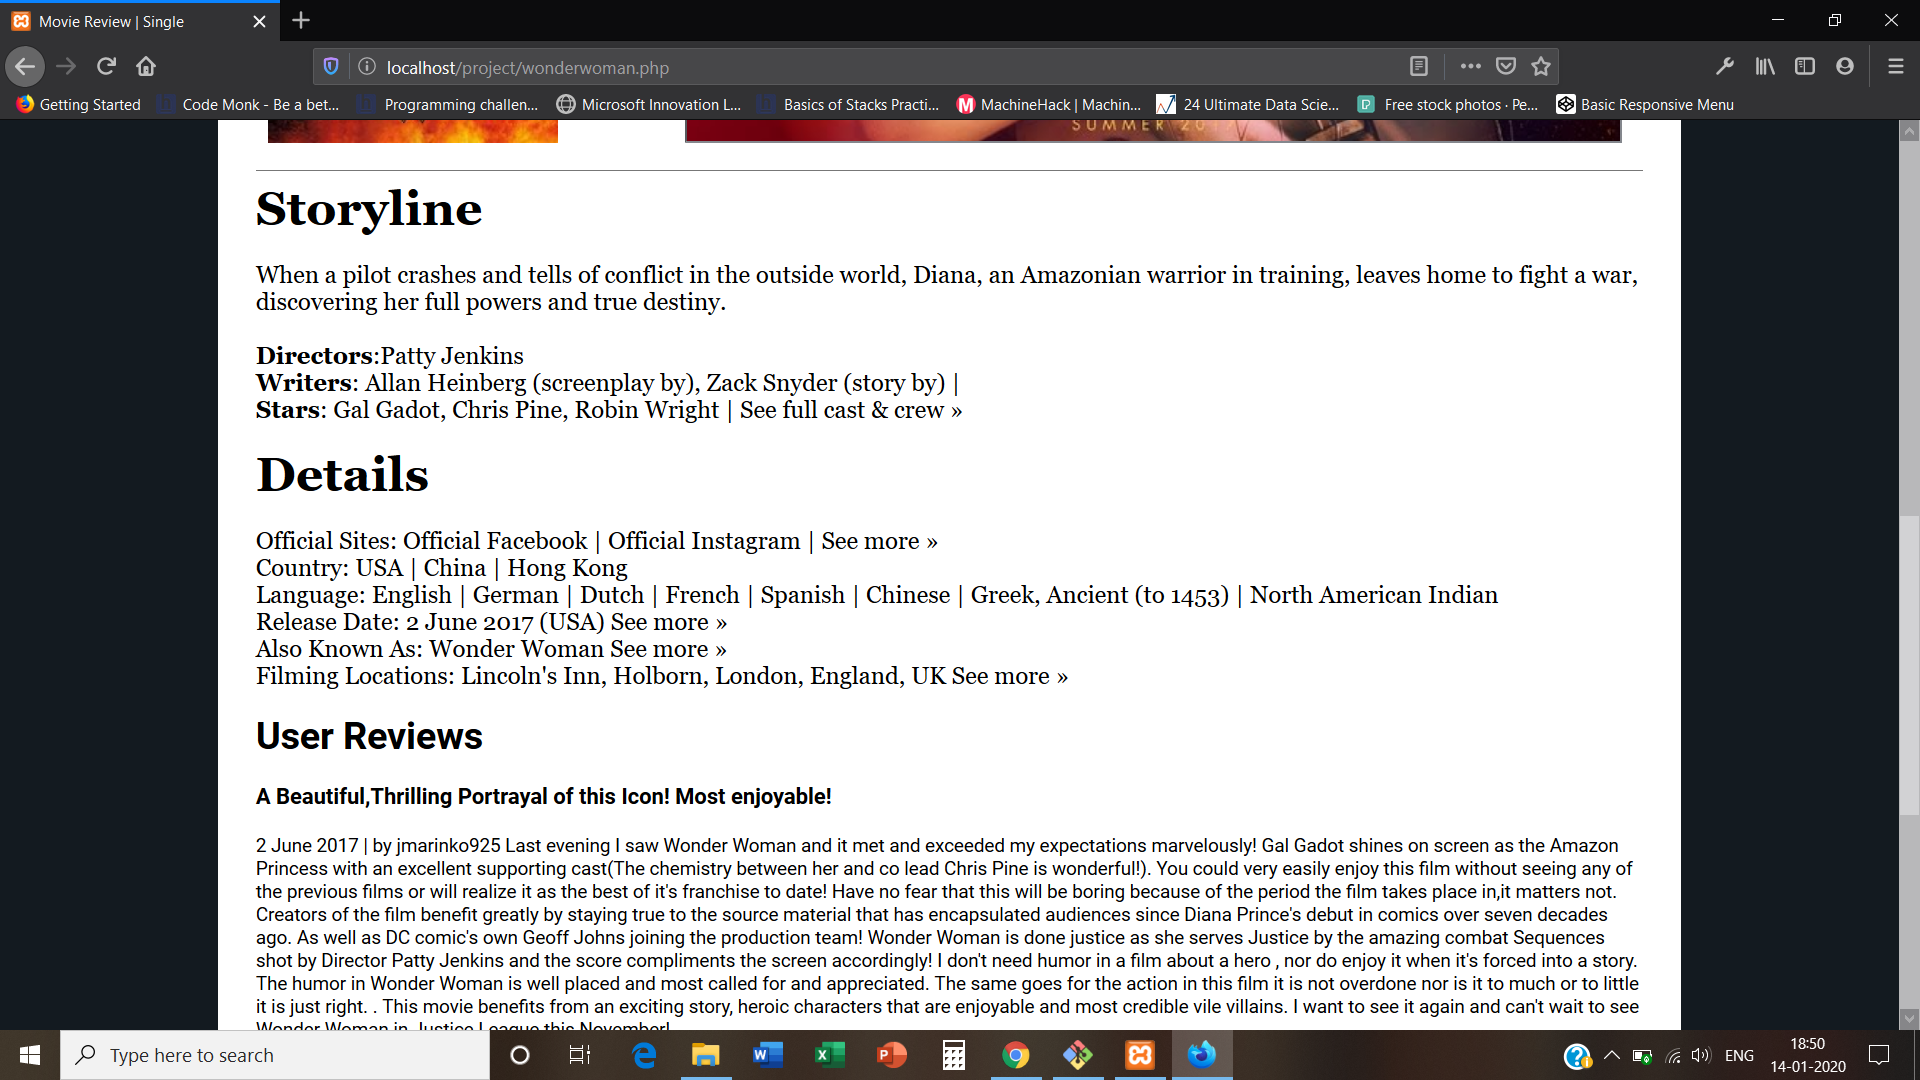 Movie Review | Single
localhost/project/wonderwoman.php
Getting Started
Code Monk - Be a bet...
Programming challen...
Microsoft Innovation L...
Basics of Stacks Practi...
MachineHack | Machin...
24 Ultimate Data Scie...
Free stock photos · Pe...
Basic Responsive Menu
SUMMER 2017
Storyline
When a pilot crashes and tells of conflict in the outside world, Diana, an Amazonian warrior in training, leaves home to fight a war,
discovering her full powers and true destiny.
Directors:Patty Jenkins
Writers: Allan Heinberg (screenplay by), Zack Snyder (story by) |
Stars: Gal Gadot, Chris Pine, Robin Wright | See full cast & crew »
Details
Official Sites: Official Facebook | Official Instagram | See more »
Country: USA | China | Hong Kong
Language: English | German | Dutch | French | Spanish | Chinese | Greek, Ancient (to 1453) | North American Indian
Release Date: 2 June 2017 (USA) See more »
Also Known As: Wonder Woman See more »
Filming Locations: Lincoln's Inn, Holborn, London, England, UK See more »
User Reviews
A Beautiful,Thrilling Portrayal of this Icon! Most enjoyable!
2 June 2017 | by jmarinko925 Last evening I saw Wonder Woman and it met and exceeded my expectations marvelously! Gal Gadot shines on screen as the Amazon
Princess with an excellent supporting cast(The chemistry between her and co lead Chris Pine is wonderful!). You could very easily enjoy this film without seeing any of
the previous films or will realize it as the best of it's franchise to date! Have no fear that this will be boring because of the period the film takes place in,it matters not.
Creators of the film benefit greatly by staying true to the source material that has encapsulated audiences since Diana Prince's debut in comics over seven decades
ago. As well as DC comic's own Geoff Johns joining the production team! Wonder Woman is done justice as she serves Justice by the amazing combat Sequences
shot by Director Patty Jenkins and the score compliments the screen accordingly! I don't need humor in a film about a hero , nor do enjoy it when it's forced into a story.
The humor in Wonder Woman is well placed and most called for and appreciated. The same goes for the action in this film it is not overdone nor is it to much or to little
it is just right. . This movie benefits from an exciting story, heroic characters that are enjoyable and most credible vile villains. I want to see it again and can't wait to see
Wonder Woman in Justice League this November!
Type here to search
ENG
18:50
14-01-2020